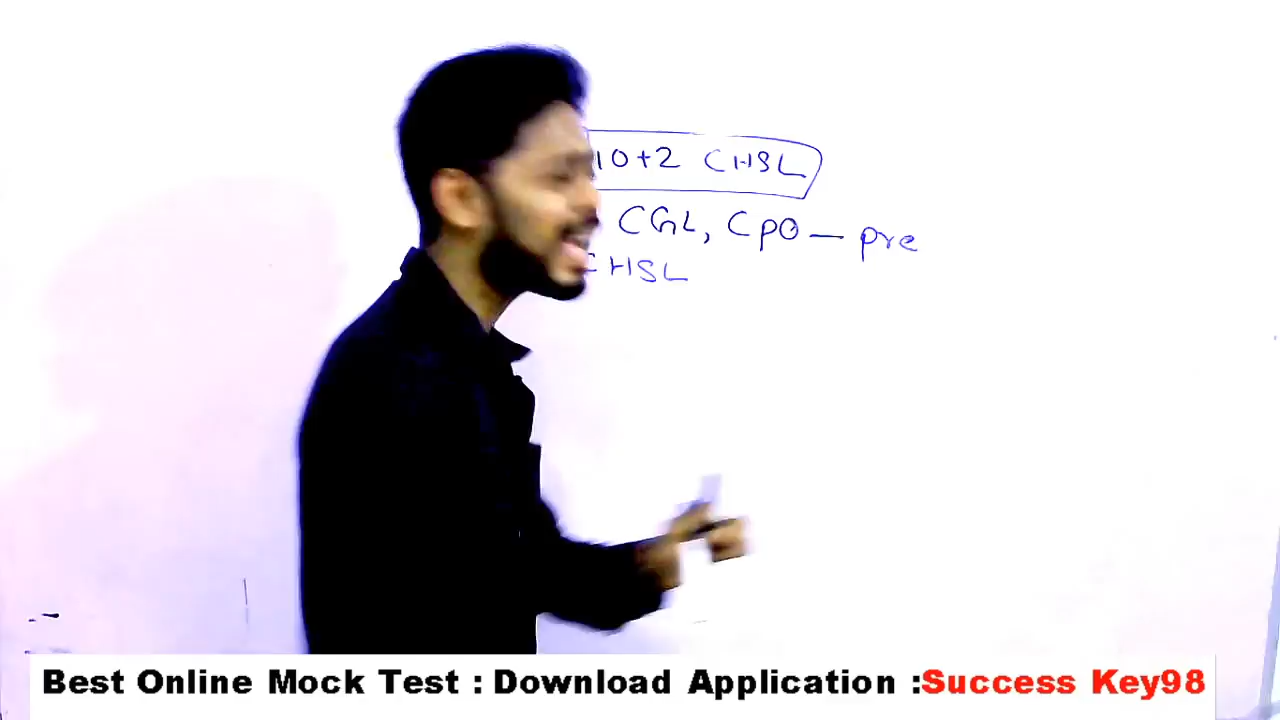 10+2 CHSL
CGL, CPO – pre
CHSL
Best Online Mock Test : Download Application :Success Key98